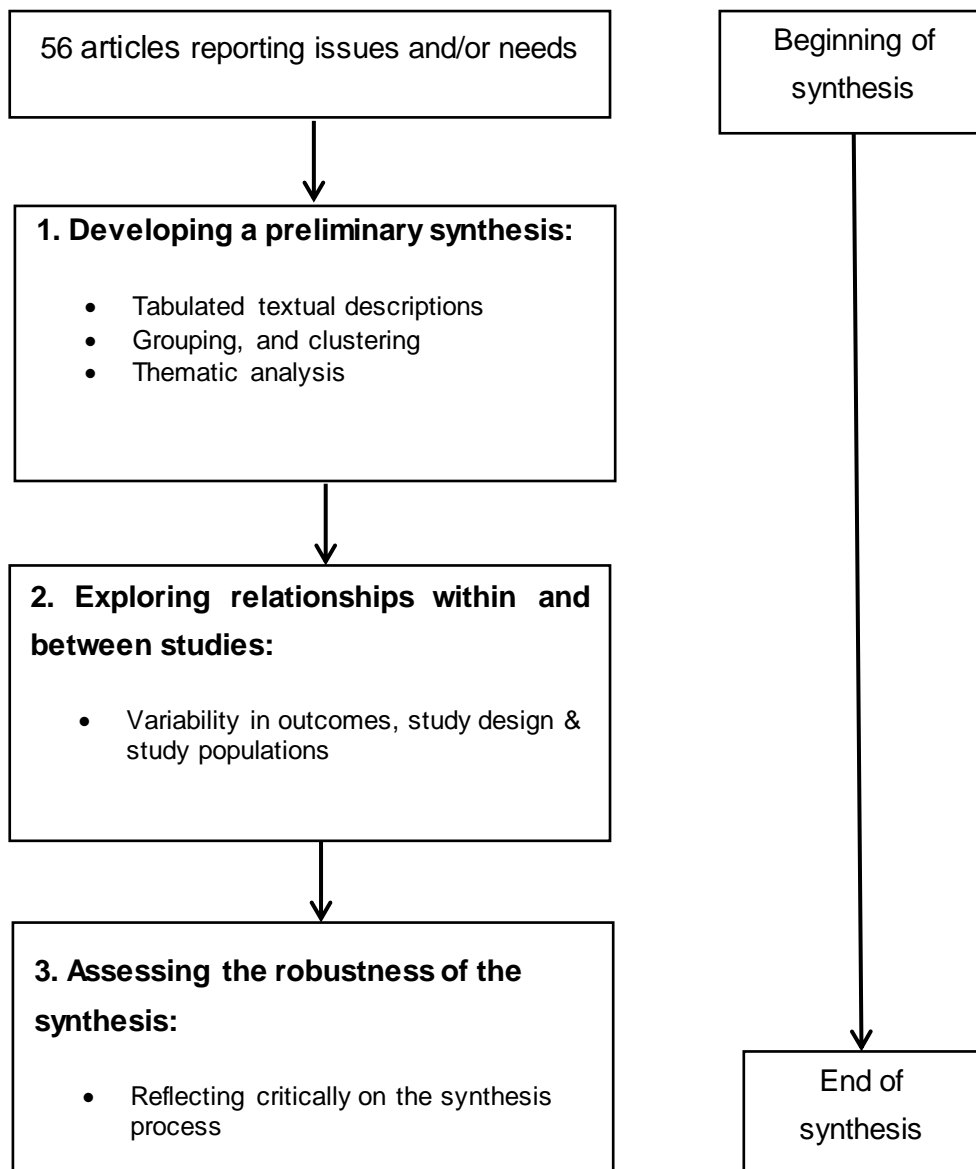 56 articles reporting issues and/or needs
1. Developing a preliminary synthesis:
• Tabulated textual descriptions
• Grouping, and clustering
• Thematic analysis
2. Exploring relationships within and
between studies:
• Variability in outcomes, study design &
study populations
3. Assessing the robustness of the
synthesis:
• Reflecting critically on the synthesis
process
Beginning of
synthesis
End of
synthesis